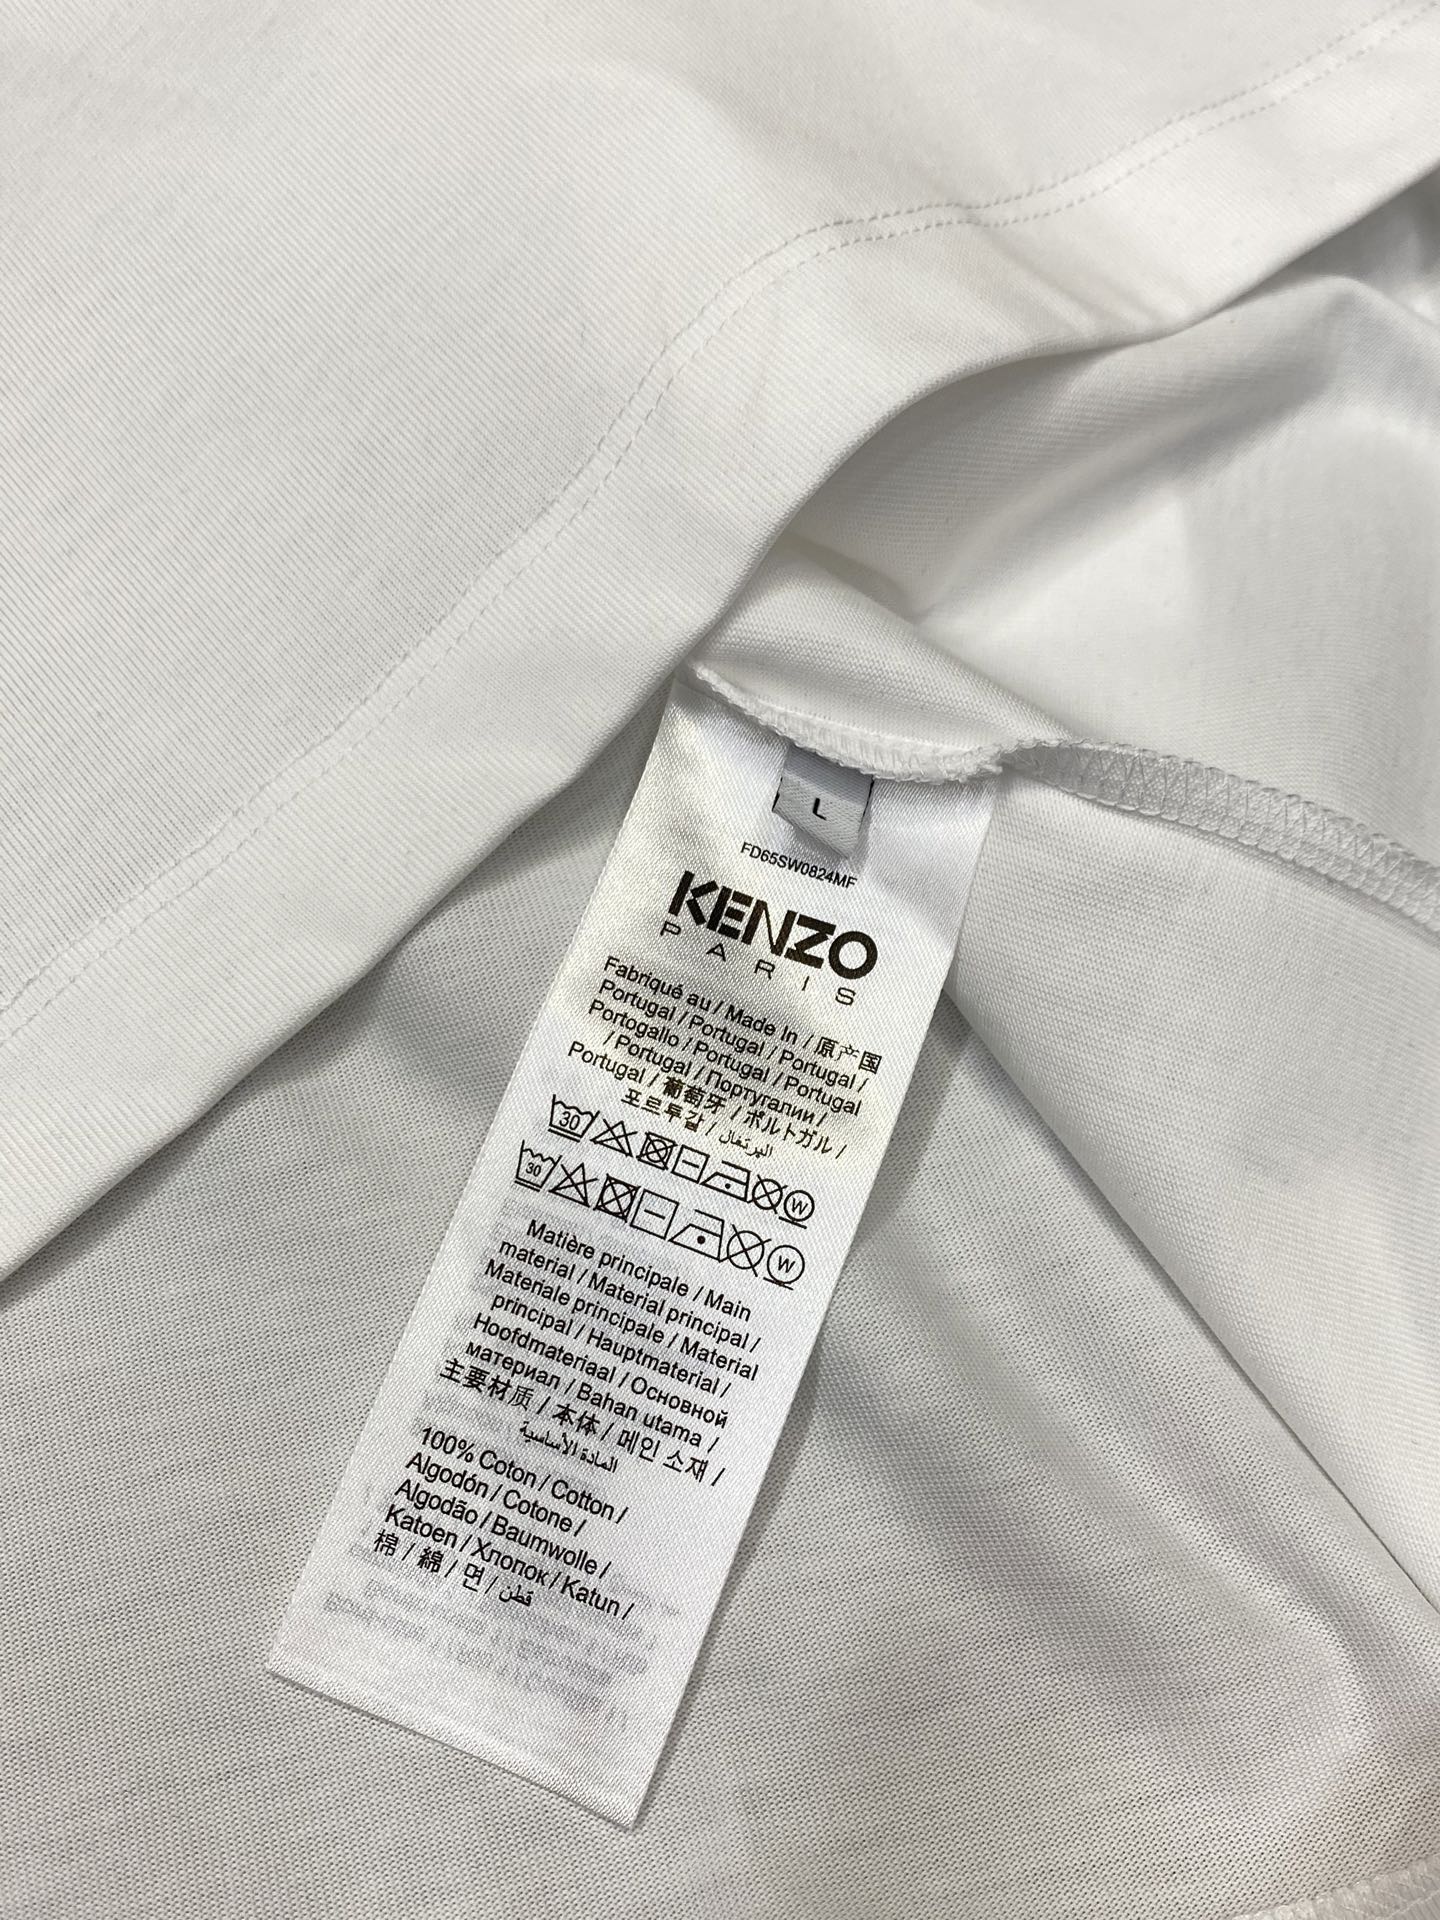 L
FD65SW0824MF
KENZO
PARIS
Fabriqué au / Made In / 原产国
Portugal / Portugal / Portugal /
Portogallo / Portugal / Portugal
/ Portugal / Португалии /
Portugal / 葡萄牙 / ポルトガル /
포르투갈 / البرتغال
30
W
30
W
Matière principale / Main
material / Material principal /
Materiale principale / Material
principal / Hauptmaterial /
Hoofdmateriaal / Основной
материал / Bahan utama /
主要材质 / 本体 / 메인 소재 /
المادة الأساسية
100% Coton / Cotton /
Algodón / Cotone /
Algodão / Baumwolle /
Katoen / Хлопок / Katun /
棉 / 綿 / 면 / قطن